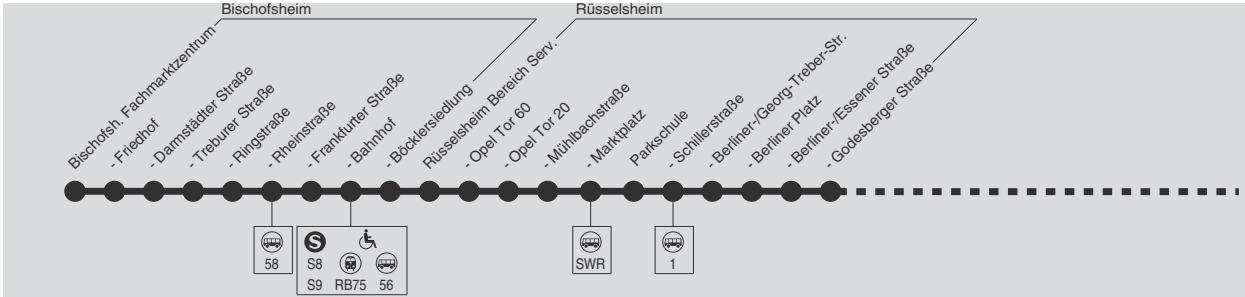 Bischofsheim
Rüsselsheim
Bischofsh. Fachmarktzentrum
- Friedhof
- Darmstädter Straße
- Treburer Straße
- Ringstraße
- Rheinstraße
- Frankfurter Straße
- Bahnhof
- Böcklersiedlung
Rüsselsheim Bereich Serv.
- Opel Tor 60
- Opel Tor 20
- Mühlbachstraße
- Marktplatz
Parkschule
- Schillerstraße
- Berliner-/Georg-Treber-Str.
- Berliner Platz
- Berliner-/Essener Straße
- Godesberger Straße
58
S
S8
S9 RB75 56
SWR
1